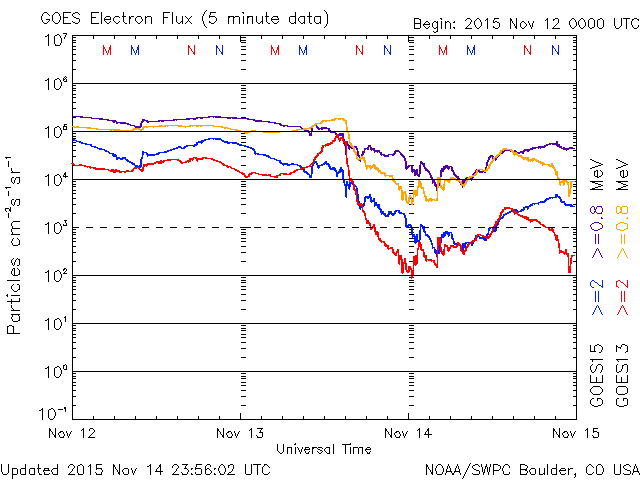 GOES Electron Flux (5 minute data)
Begin: 2015 Nov 12 0000 UTC
M M N N M M N N M M N N
10⁷
10⁶
10⁵
10⁴
10³
10²
10¹
10⁰
10⁻¹
Particles cm⁻²s⁻¹sr⁻¹
Nov 12 Nov 13 Nov 14 Nov 15
Universal Time
GOES15 >=2 >=0.8 MeV
GOES13 >=2 >=0.8 MeV
Updated 2015 Nov 14 23:56:02 UTC
NOAA/SWPC Boulder, CO USA